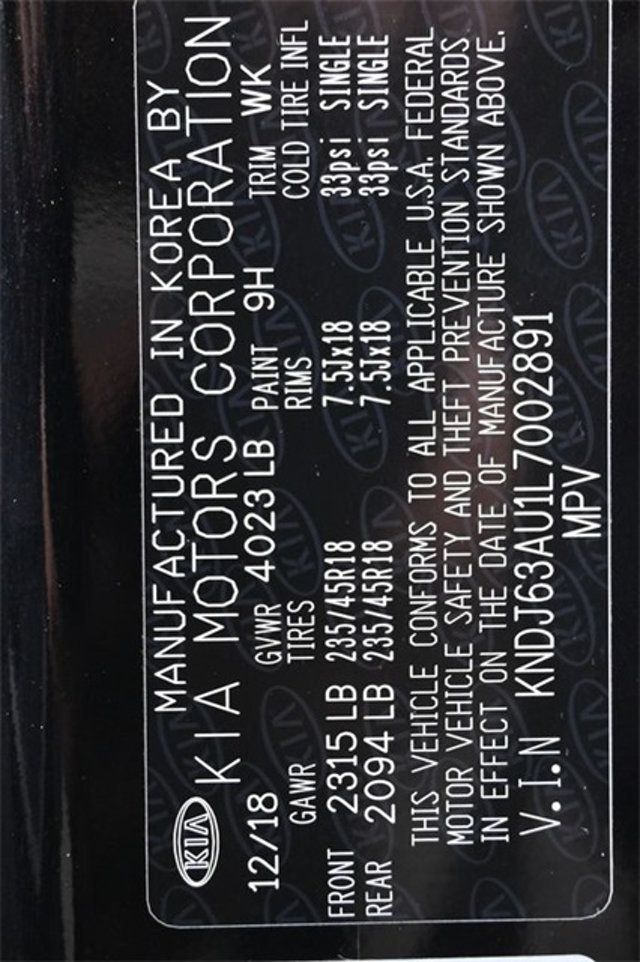 MANUFACTURED IN KOREA BY
KIA KIA MOTORS CORPORATION
12/18 GVWR 4023LB PAINT 9H TRIM WK
GAWR TIRES RIMS COLD TIRE INFL
FRONT 2315 LB 235/45R18 7.5Jx18 33psi SINGLE
REAR 2094 LB 235/45R18 7.5Jx18 33psi SINGLE
THIS VEHICLE CONFORMS TO ALL APPLICABLE U.S.A. FEDERAL
MOTOR VEHICLE SAFETY AND THEFT PREVENTION STANDARDS
IN EFFECT ON THE DATE OF MANUFACTURE SHOWN ABOVE.
V.I.N KNDJ63AU1L7002891
MPV